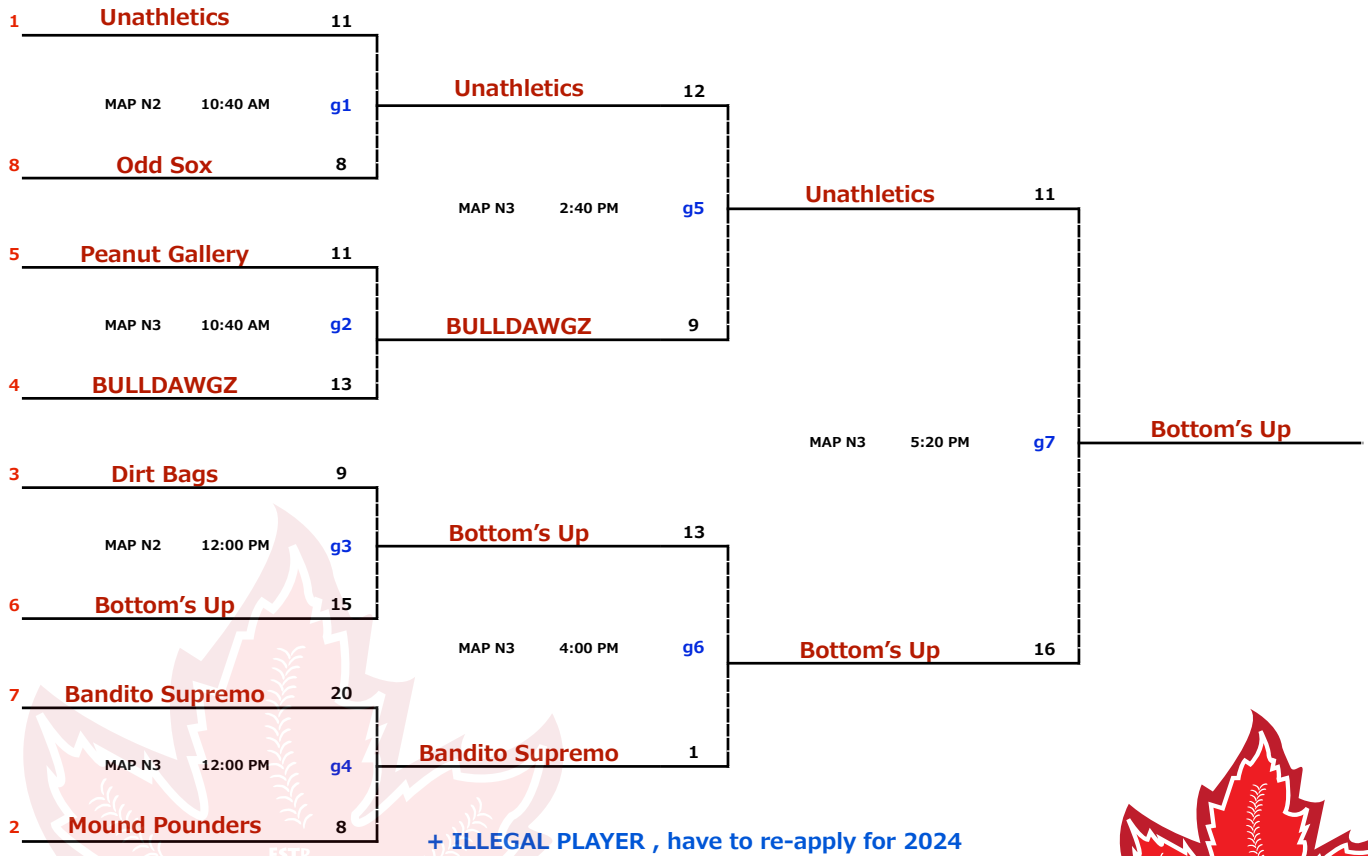 1 Unathletics 11
MAP N2 10:40 AM g1
8 Odd Sox 8
5 Peanut Gallery 11
MAP N3 10:40 AM g2
4 BULLDAWGZ 13
3 Dirt Bags 9
MAP N2 12:00 PM g3
6 Bottom’s Up 15
7 Bandito Supremo 20
MAP N3 12:00 PM g4
2 Mound Pounders 8
Unathletics 12
MAP N3 2:40 PM g5
BULLDAWGZ 9
Bottom’s Up 13
MAP N3 4:00 PM g6
Bandito Supremo 1
Unathletics 11
MAP N3 5:20 PM g7
Bottom’s Up 16
Bottom’s Up
+ ILLEGAL PLAYER , have to re-apply for 2024